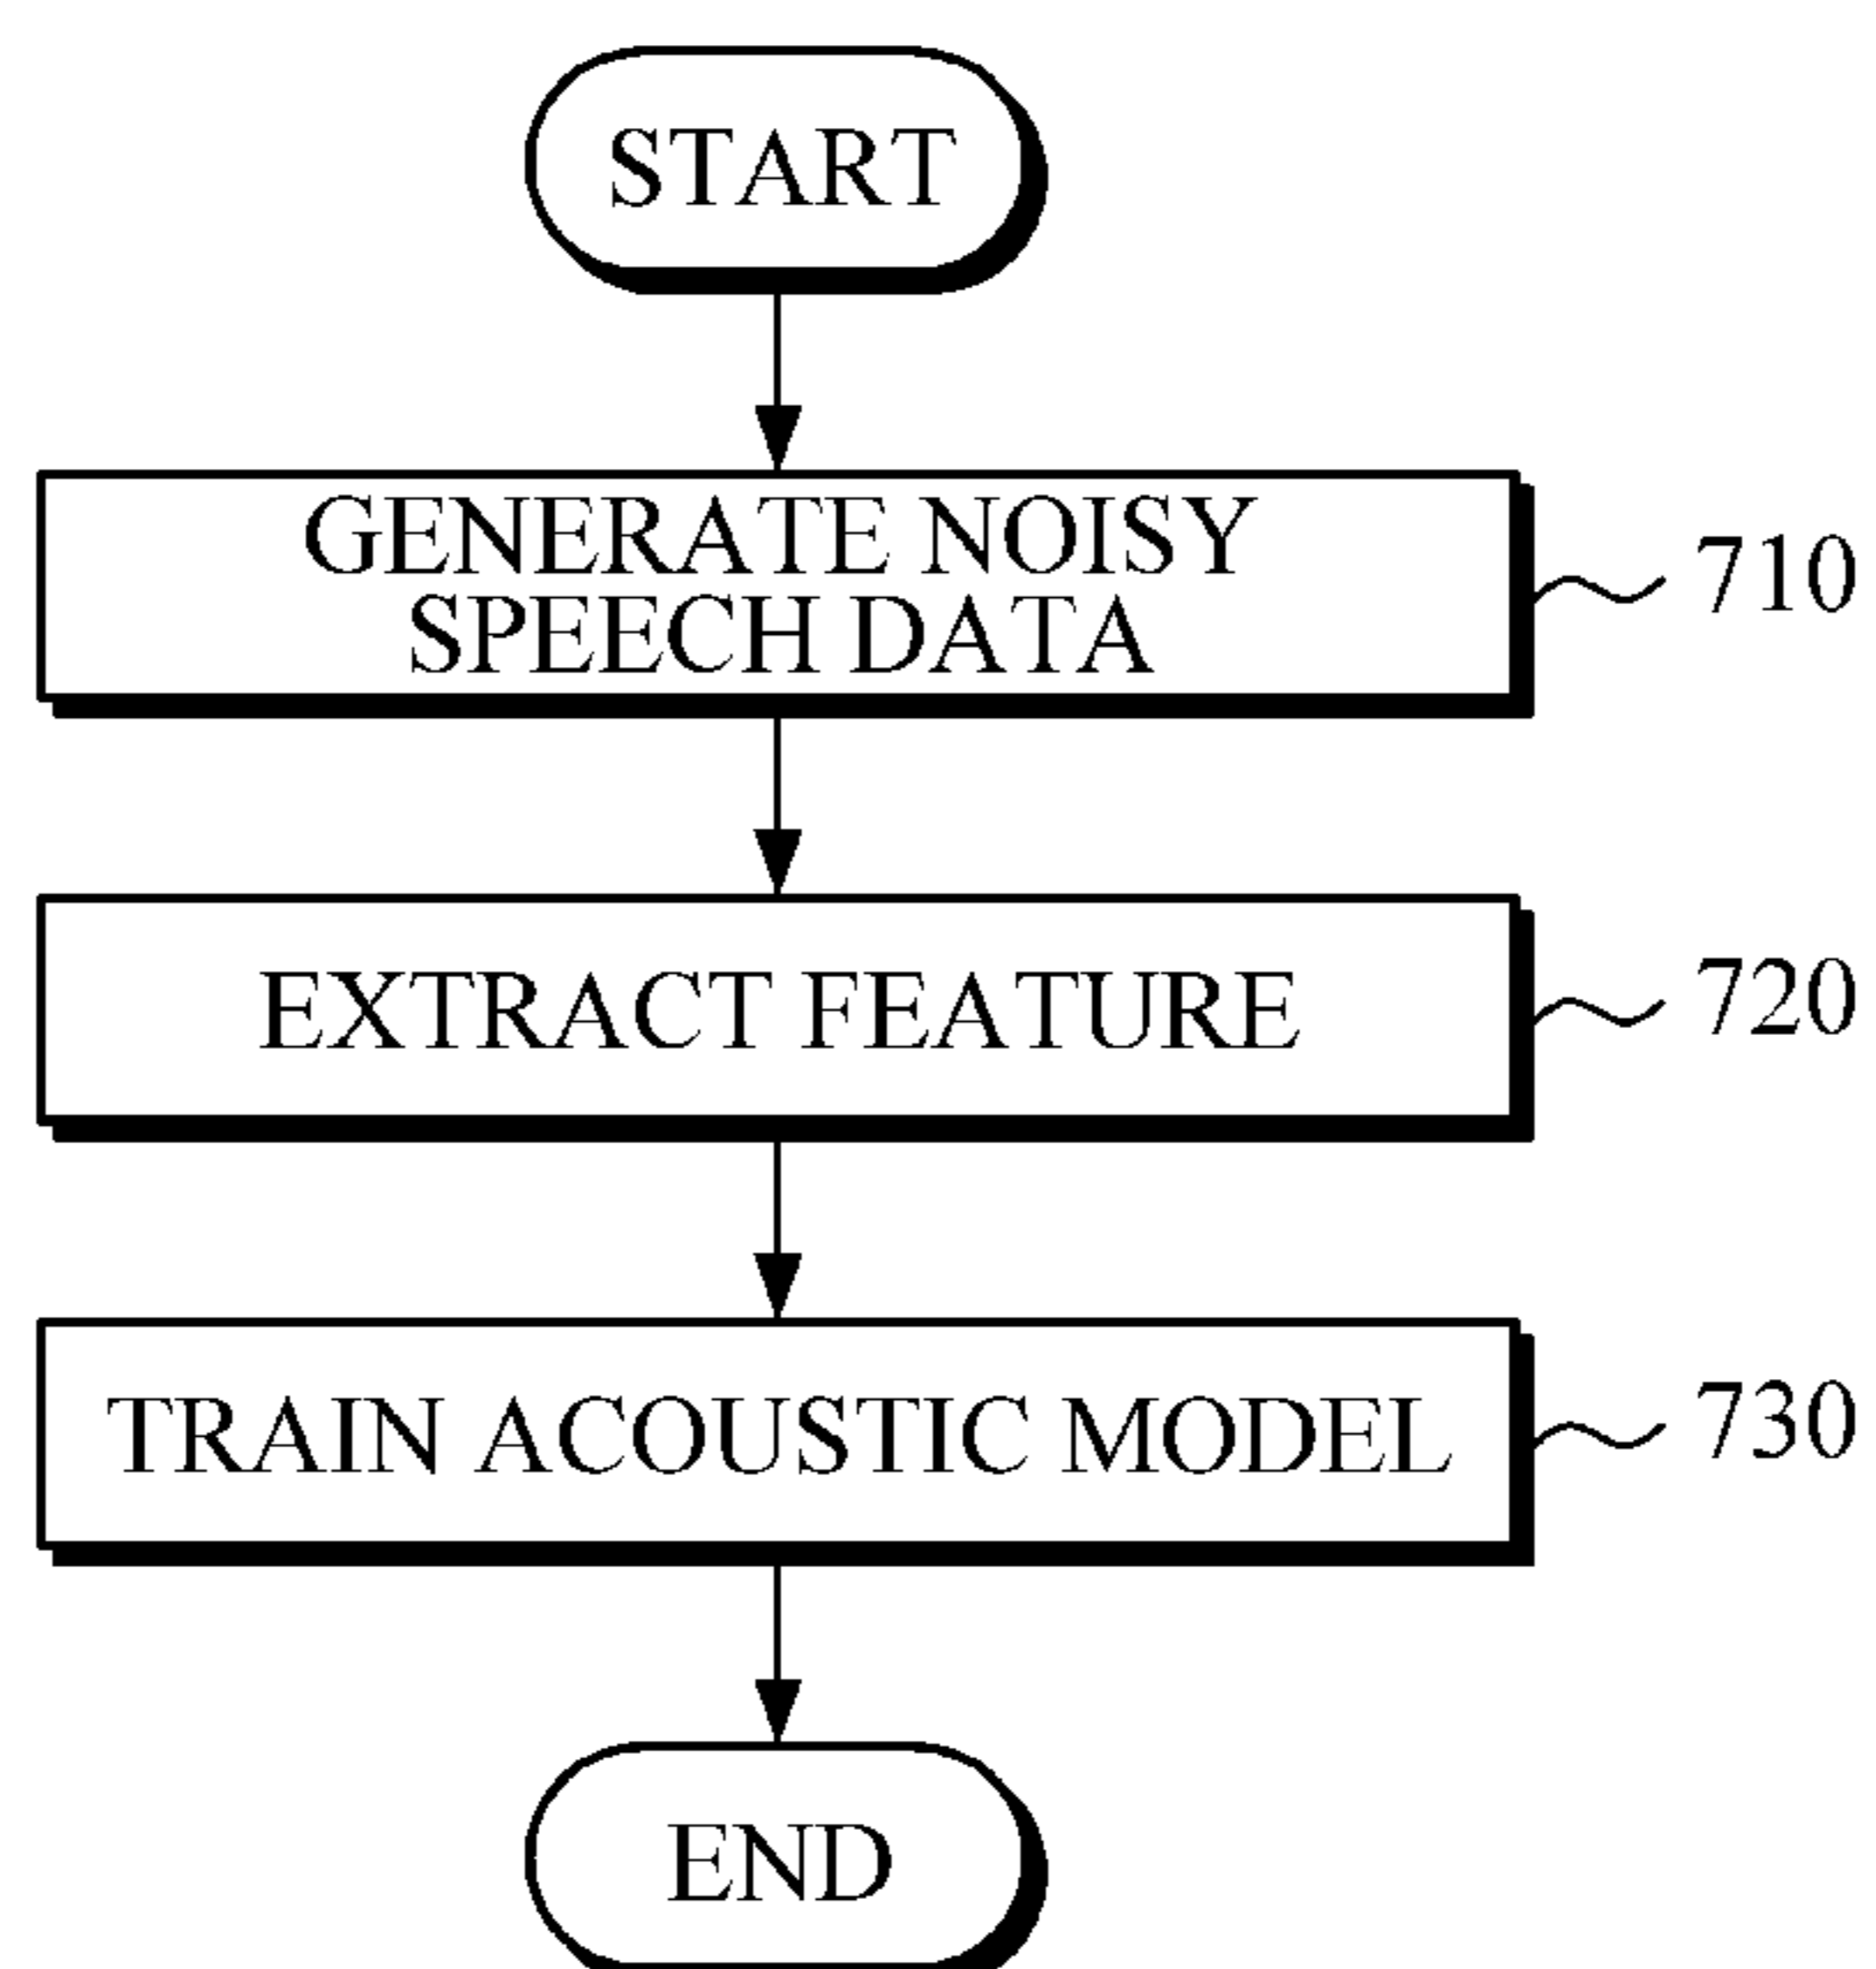 START
GENERATE NOISY
SPEECH DATA
710
EXTRACT FEATURE
720
TRAIN ACOUSTIC MODEL
730
END